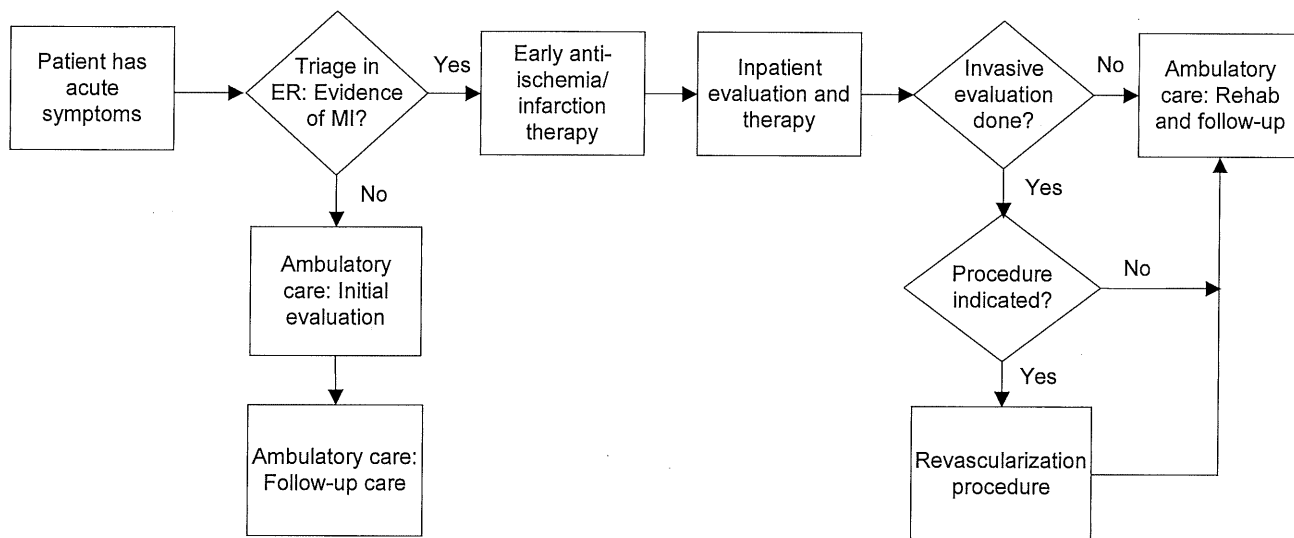 Patient has
acute
symptoms
Triage in
ER: Evidence
of MI?
Yes
Early anti-
ischemia/
infarction
therapy
Inpatient
evaluation and
therapy
Invasive
evaluation
done?
No
Ambulatory
care: Rehab
and follow-up
No
Yes
Ambulatory
care: Initial
evaluation
Procedure
indicated?
No
Yes
Ambulatory care:
Follow-up care
Revascularization
procedure